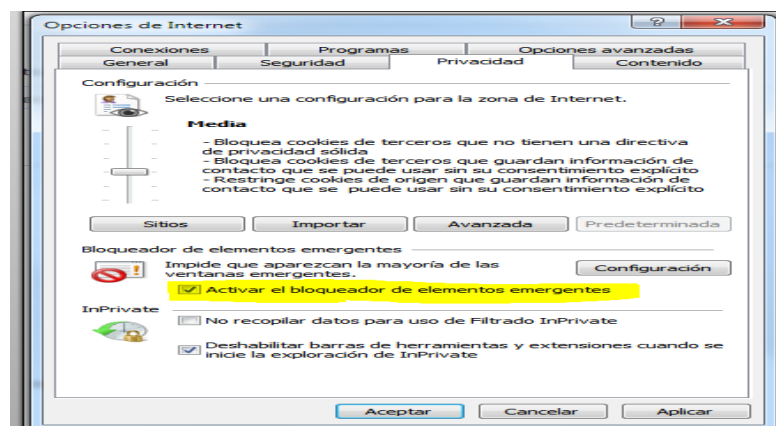 Opciones de Internet
Conexiones Programas Opciones avanzadas
General Seguridad Privacidad Contenido
Configuración
Seleccione una configuración para la zona de Internet.
Media
- Bloquea cookies de terceros que no tienen una directiva
de privacidad sólida
- Bloquea cookies de terceros que guardan información de
contacto que se puede usar sin su consentimiento explícito
- Restringe cookies de origen que guardan información de
contacto que se puede usar sin su consentimiento explícito
Sitios Importar Avanzada Predeterminada
Bloqueador de elementos emergentes
Impide que aparezcan la mayoría de las
ventanas emergentes.
Configuración
Activar el bloqueador de elementos emergentes
InPrivate
No recopilar datos para uso de Filtrado InPrivate
Deshabilitar barras de herramientas y extensiones cuando se
inicie la exploración de InPrivate
Aceptar Cancelar Aplicar